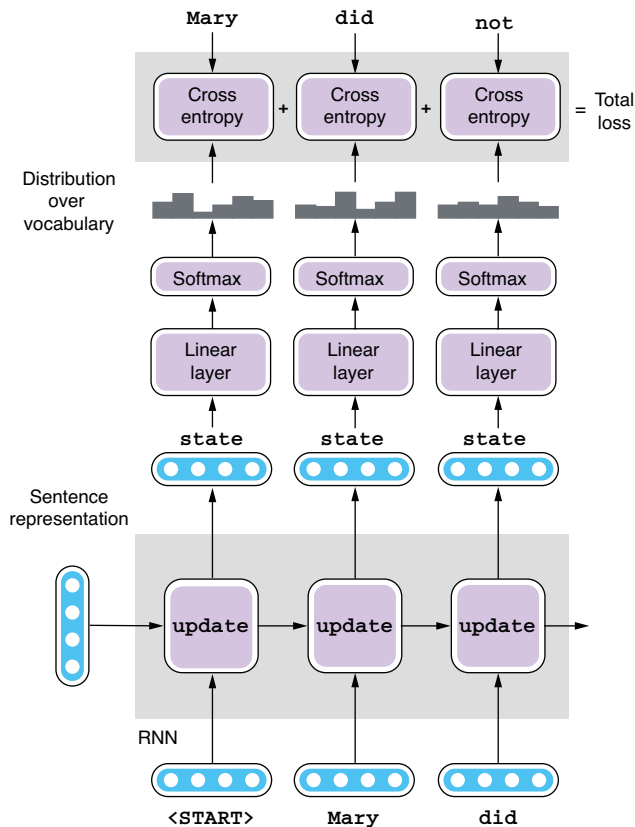 Mary did not
Cross entropy + Cross entropy + Cross entropy = Total loss
Distribution over vocabulary
Softmax Softmax Softmax
Linear layer Linear layer Linear layer
state state state
Sentence representation
update update update
RNN
<START> Mary did